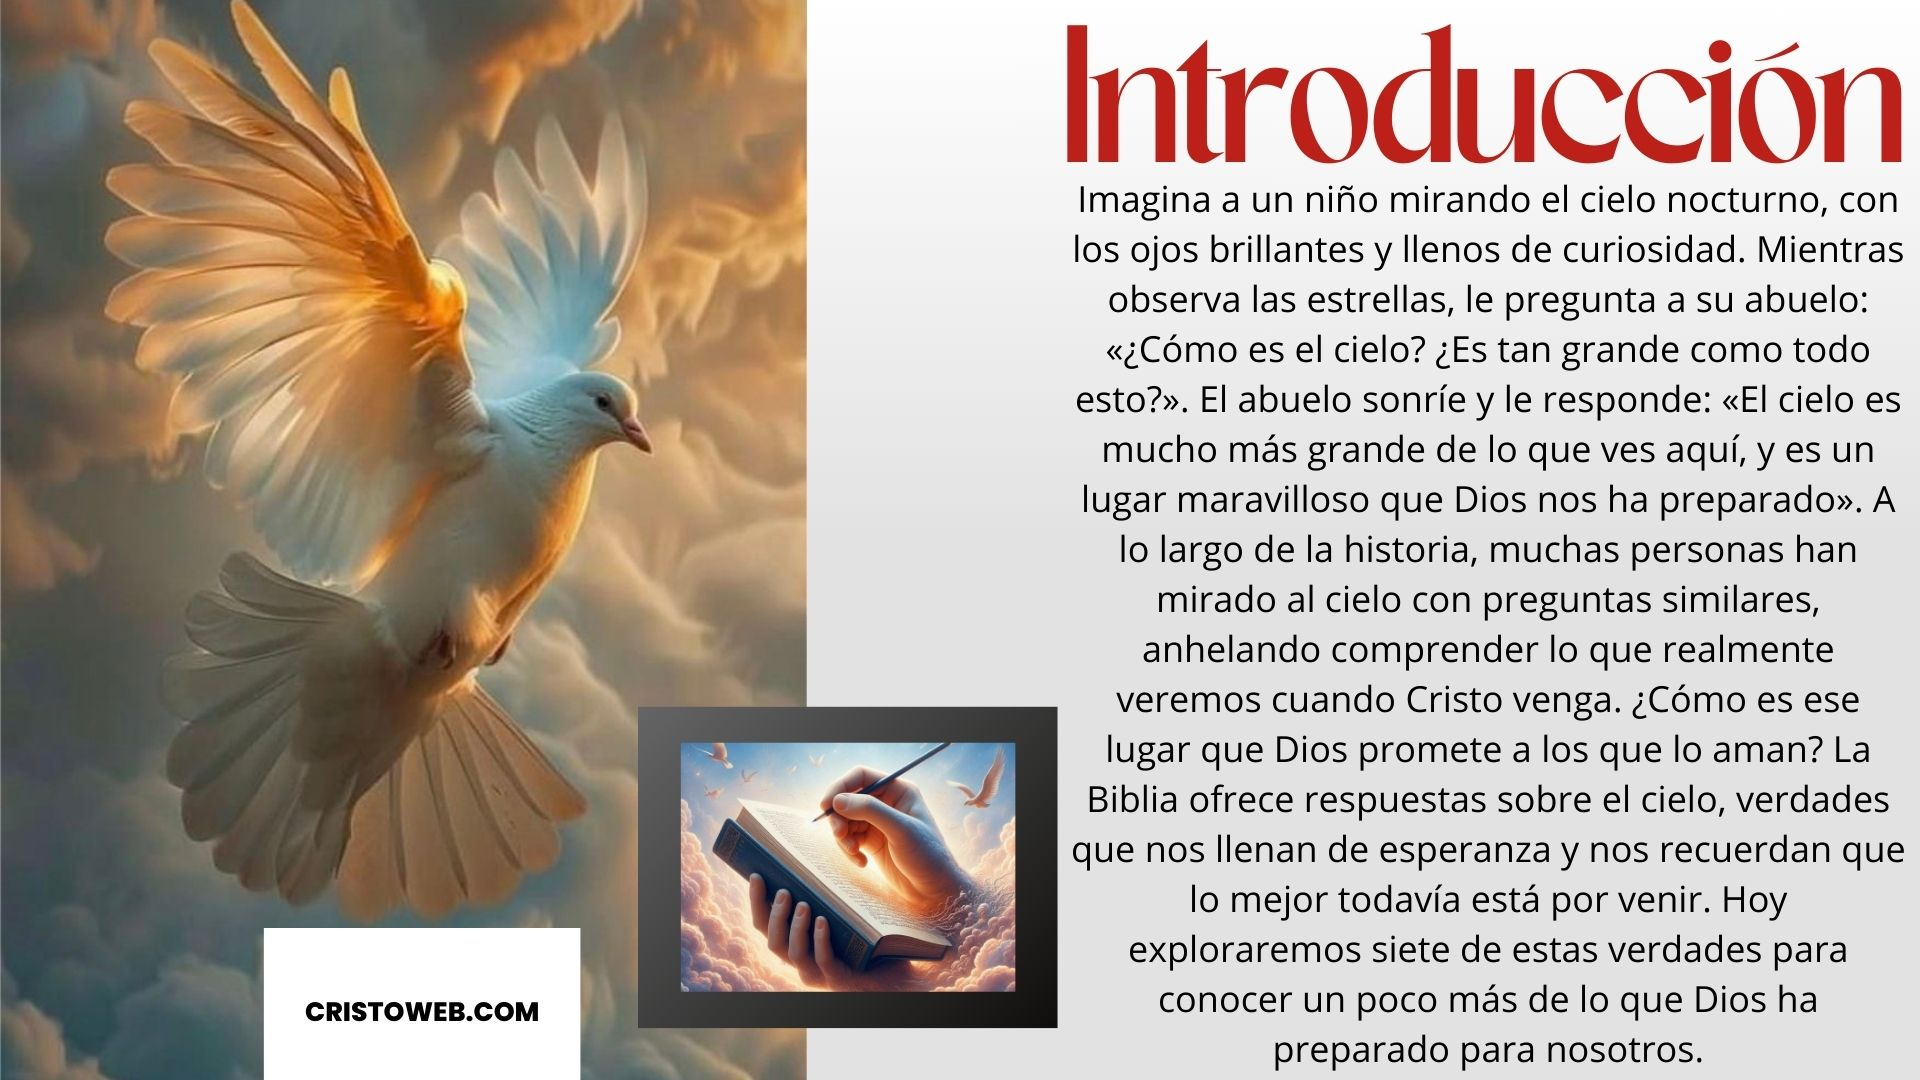 Introducción
Imagina a un niño mirando el cielo nocturno, con
los ojos brillantes y llenos de curiosidad. Mientras
observa las estrellas, le pregunta a su abuelo:
«¿Cómo es el cielo? ¿Es tan grande como todo
esto?». El abuelo sonríe y le responde: «El cielo es
mucho más grande de lo que ves aquí, y es un
lugar maravilloso que Dios nos ha preparado». A
lo largo de la historia, muchas personas han
mirado al cielo con preguntas similares,
anhelando comprender lo que realmente
veremos cuando Cristo venga. ¿Cómo es ese
lugar que Dios promete a los que lo aman? La
Biblia ofrece respuestas sobre el cielo, verdades
que nos llenan de esperanza y nos recuerdan que
lo mejor todavía está por venir. Hoy
exploraremos siete de estas verdades para
conocer un poco más de lo que Dios ha
preparado para nosotros.
CRISTOWEB.COM